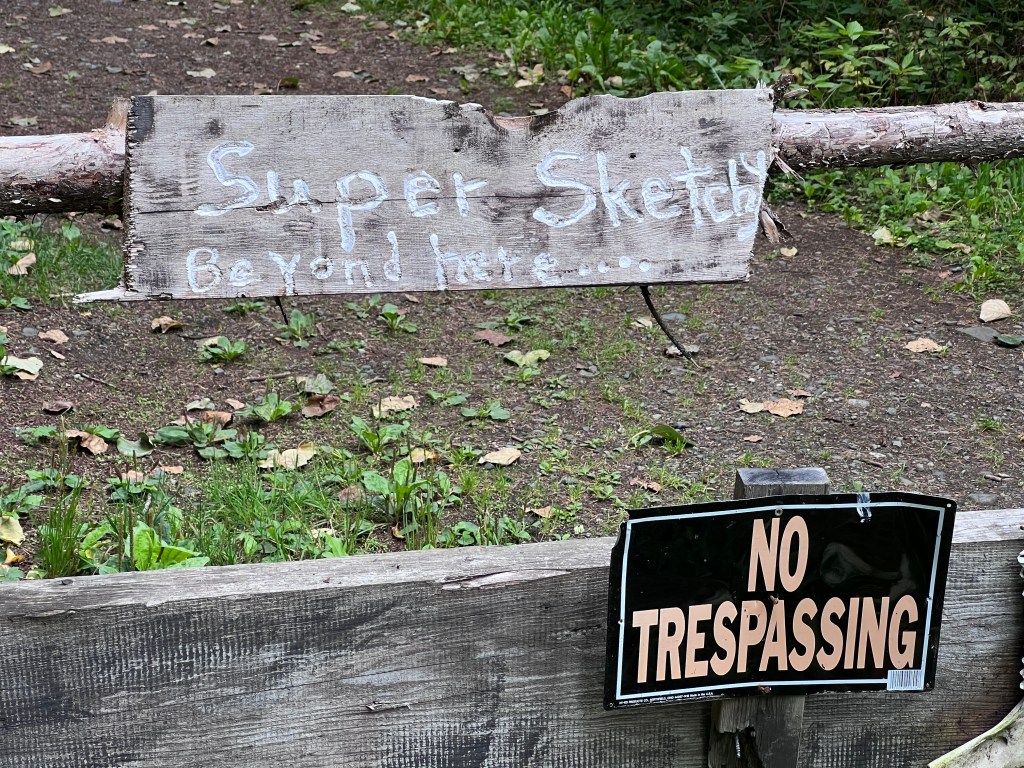 Super Sketchy
Beyond here.....
NO
TRESPASSING